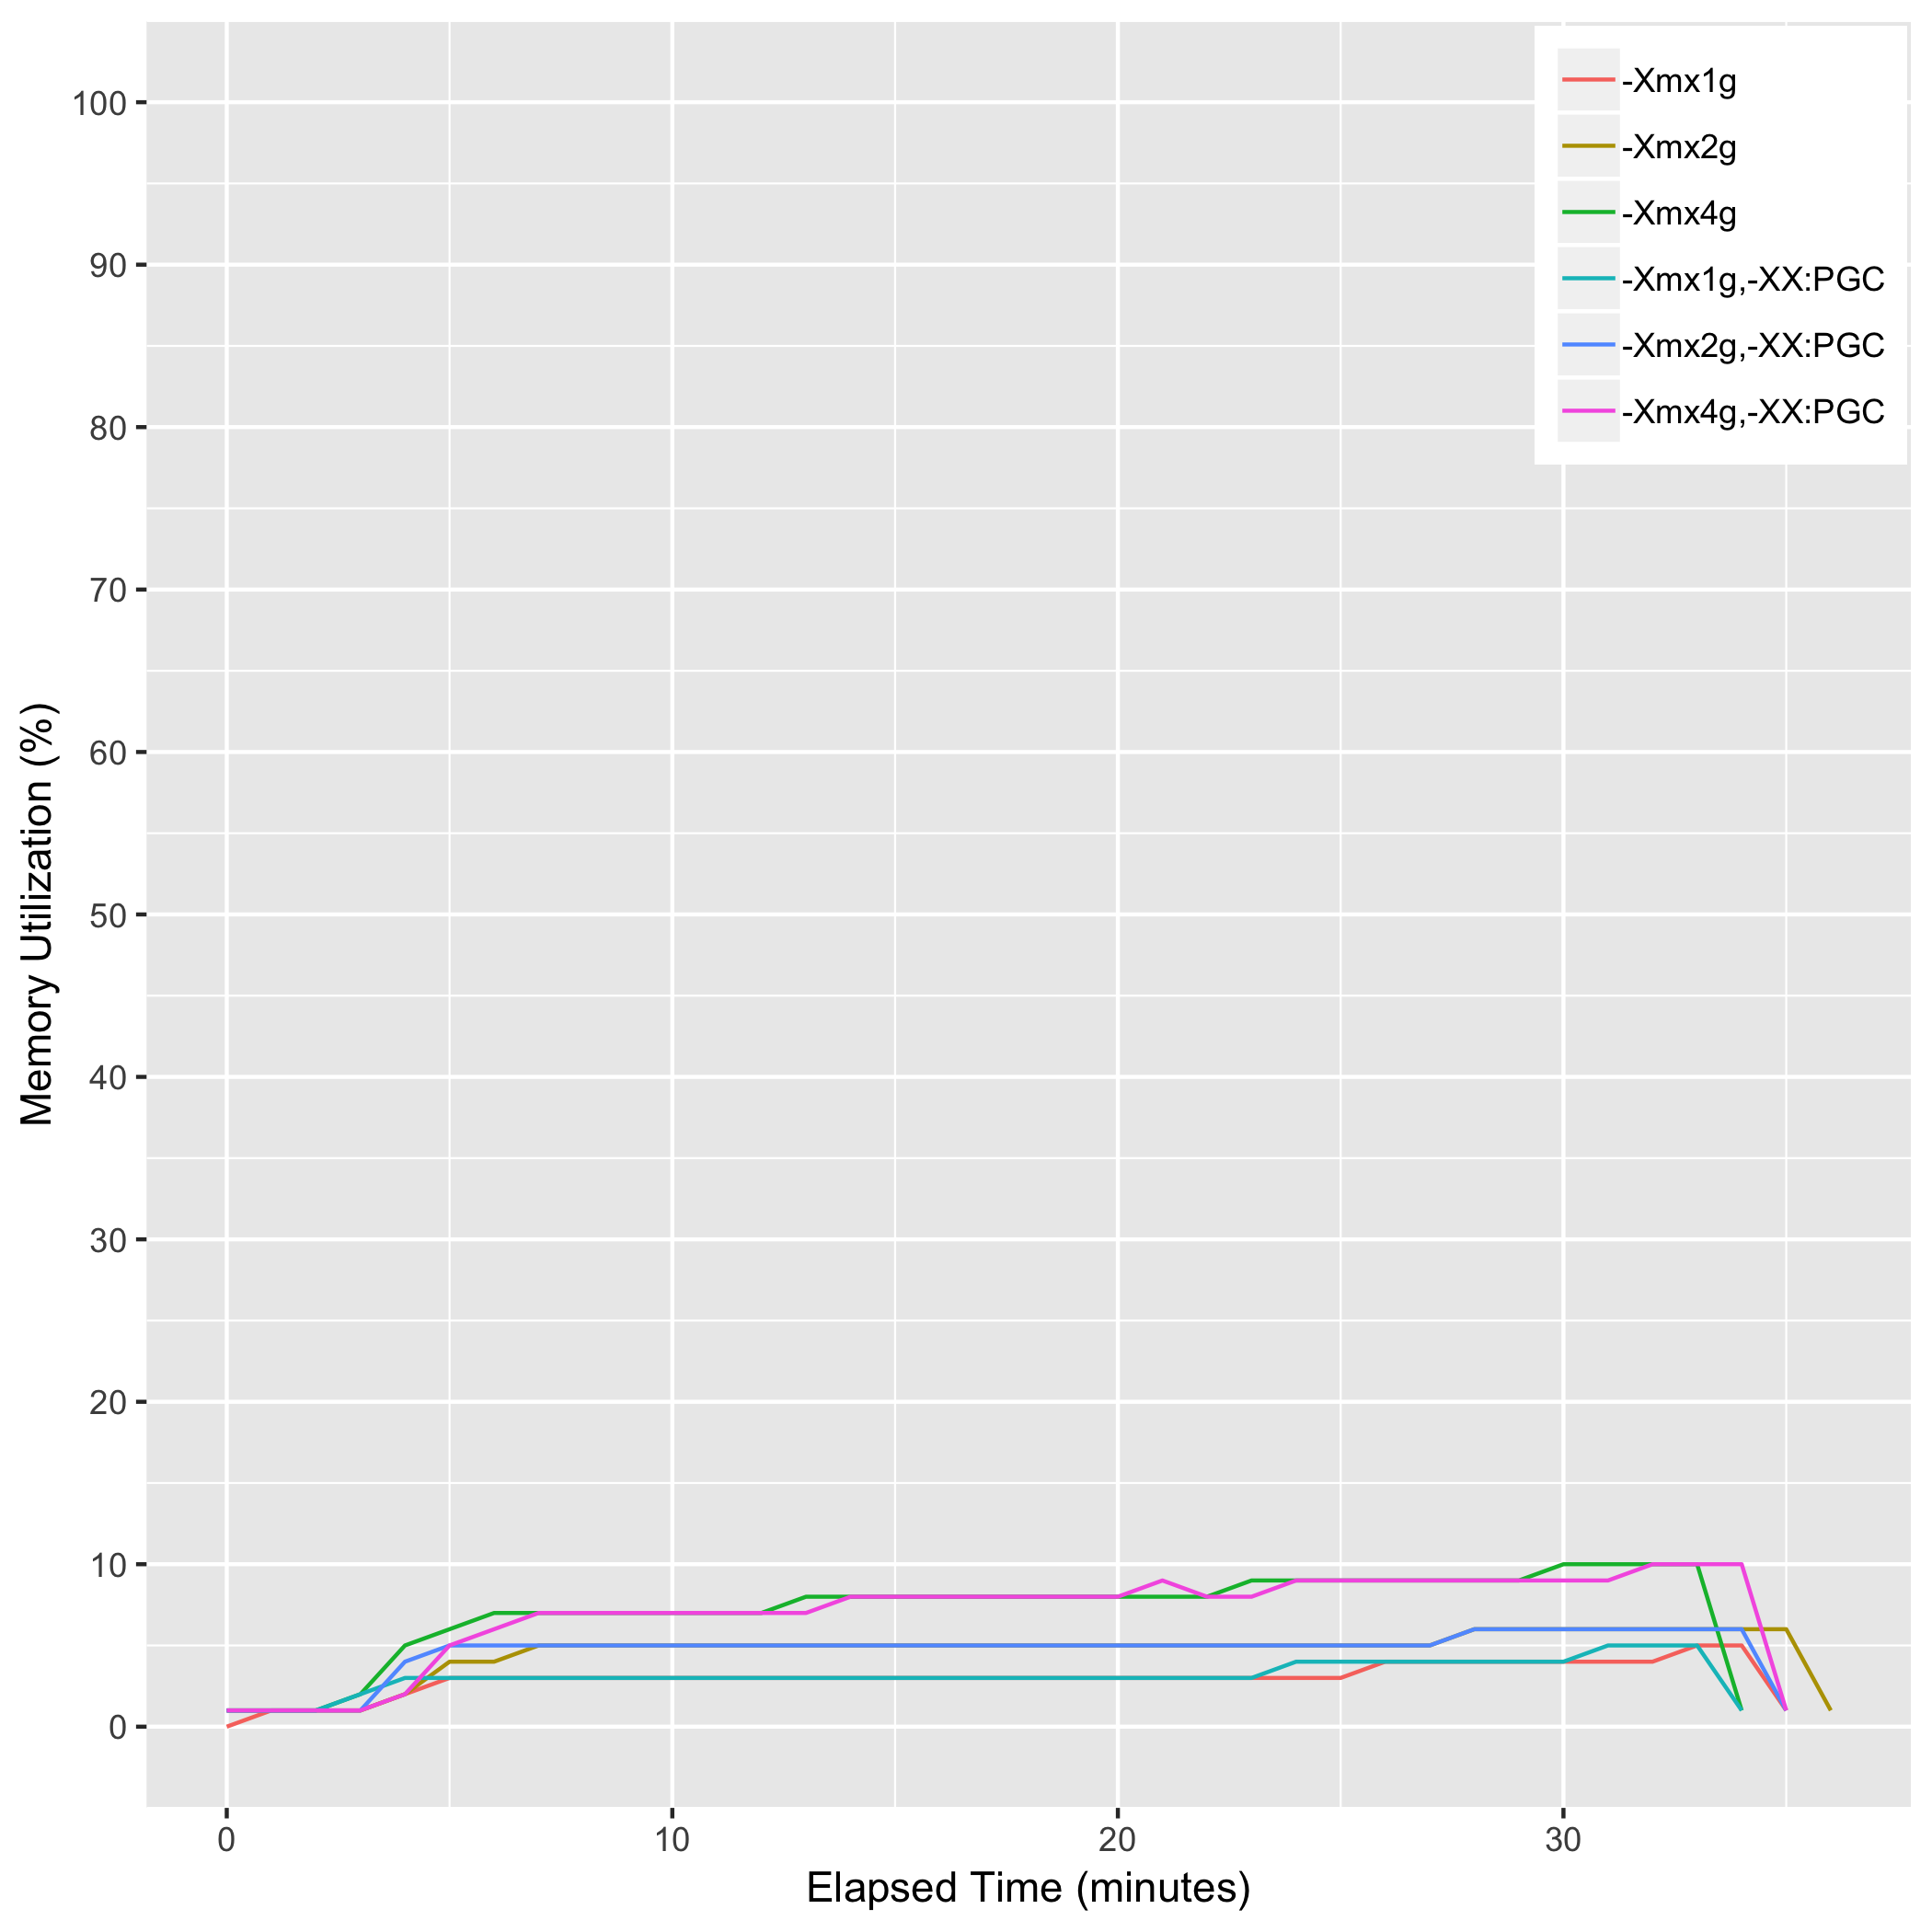 -Xmx1g
-Xmx2g
-Xmx4g
-Xmx1g,-XX:PGC
-Xmx2g,-XX:PGC
-Xmx4g,-XX:PGC
Memory Utilization (%)
100
90
80
70
60
50
40
30
20
10
0
0 10 20 30
Elapsed Time (minutes)